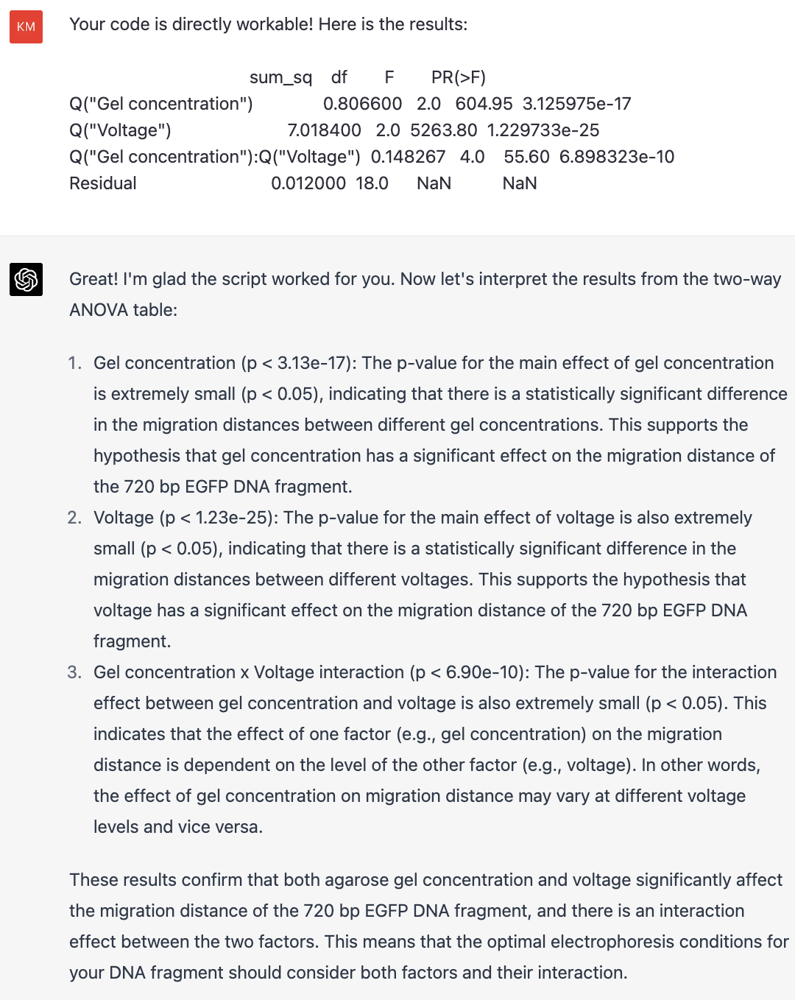 KM
Your code is directly workable! Here is the results:
sum_sq df F PR(>F)
Q("Gel concentration") 0.806600 2.0 604.95 3.125975e-17
Q("Voltage") 7.018400 2.0 5263.80 1.229733e-25
Q("Gel concentration"):Q("Voltage") 0.148267 4.0 55.60 6.898323e-10
Residual 0.012000 18.0 NaN NaN
Great! I'm glad the script worked for you. Now let's interpret the results from the two-way
ANOVA table:
1. Gel concentration (p < 3.13e-17): The p-value for the main effect of gel concentration
is extremely small (p < 0.05), indicating that there is a statistically significant difference
in the migration distances between different gel concentrations. This supports the
hypothesis that gel concentration has a significant effect on the migration distance of
the 720 bp EGFP DNA fragment.
2. Voltage (p < 1.23e-25): The p-value for the main effect of voltage is also extremely
small (p < 0.05), indicating that there is a statistically significant difference in the
migration distances between different voltages. This supports the hypothesis that
voltage has a significant effect on the migration distance of the 720 bp EGFP DNA
fragment.
3. Gel concentration x Voltage interaction (p < 6.90e-10): The p-value for the interaction
effect between gel concentration and voltage is also extremely small (p < 0.05). This
indicates that the effect of one factor (e.g., gel concentration) on the migration
distance is dependent on the level of the other factor (e.g., voltage). In other words,
the effect of gel concentration on migration distance may vary at different voltage
levels and vice versa.
These results confirm that both agarose gel concentration and voltage significantly affect
the migration distance of the 720 bp EGFP DNA fragment, and there is an interaction
effect between the two factors. This means that the optimal electrophoresis conditions for
your DNA fragment should consider both factors and their interaction.